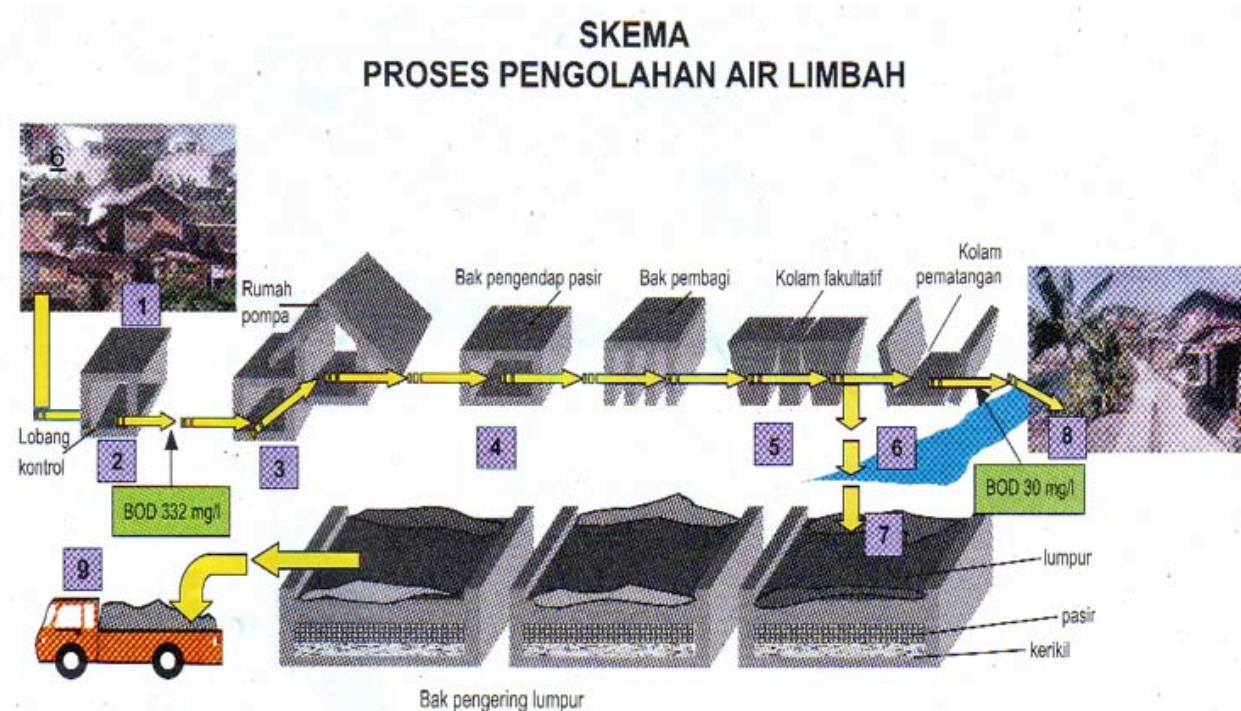 SKEMA
PROSES PENGOLAHAN AIR LIMBAH
6
1
Rumah
pompa
Bak pengendap pasir
Bak pembagi
Kolam fakultatif
Kolam
pematangan
Lobang
kontrol
2
3
4
5
6
8
BOD 332 mg/l
BOD 30 mg/l
7
9
lumpur
pasir
kerikil
Bak pengering lumpur